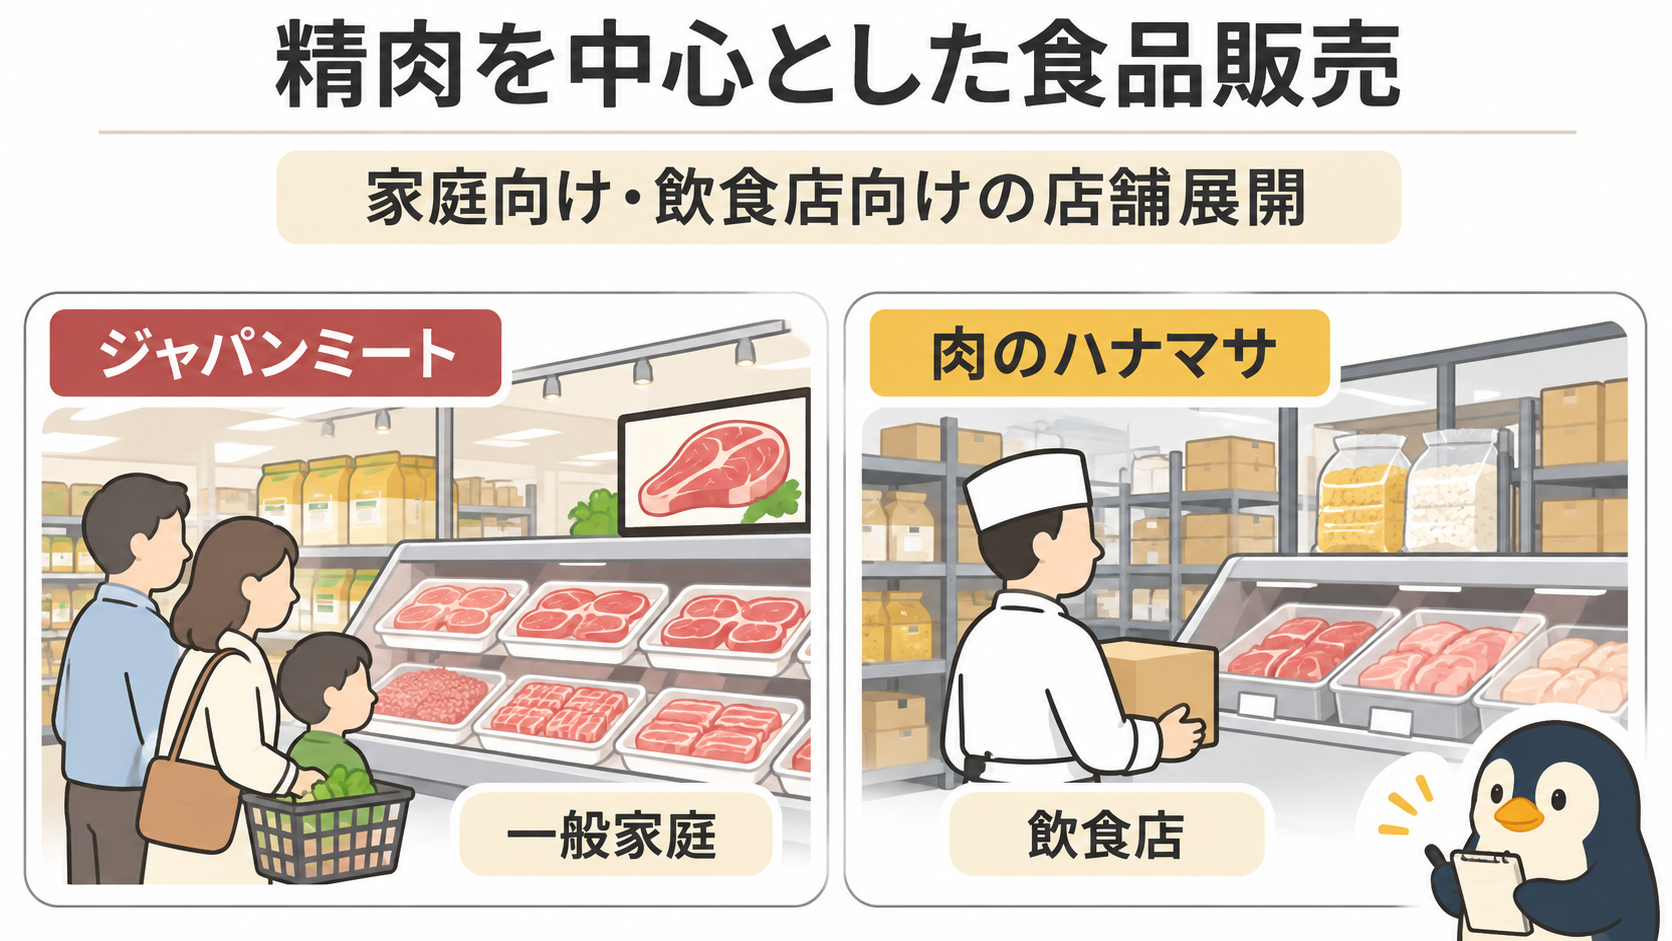 精肉を中心とした食品販売
家庭向け・飲食店向けの店舗展開
ジャパンミート
肉のハナマサ
一般家庭
飲食店